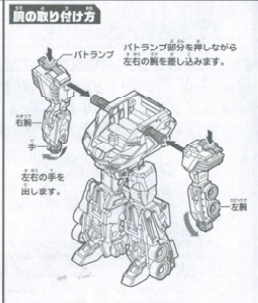 腕の取り付け方
パトランプ
パトランプ部分を押しながら
左右の腕を差し込みます。
右腕
手
左右の手を
出します。
左腕